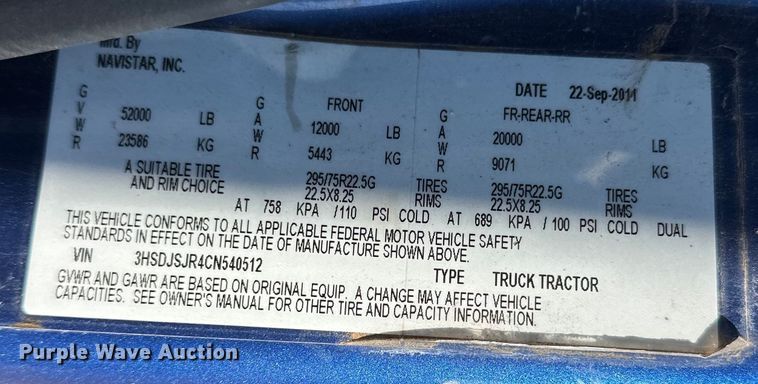 Mfd. By
NAVISTAR, INC.
DATE 22-Sep-2011
GVWR 52000 LB 23586 KG
GAWR FRONT 12000 LB 5443 KG
GAWR FR-REAR-RR 20000 LB 9071 KG
A SUITABLE TIRE 295/75R22.5G TIRES 295/75R22.5G TIRES
AND RIM CHOICE 22.5X8.25 RIMS 22.5X8.25 RIMS
AT 758 KPA /110 PSI COLD AT 689 KPA / 100 PSI COLD DUAL
THIS VEHICLE CONFORMS TO ALL APPLICABLE FEDERAL MOTOR VEHICLE SAFETY
STANDARDS IN EFFECT ON THE DATE OF MANUFACTURE SHOWN ABOVE.
VIN 3HSDJSJR4CN540512 TYPE TRUCK TRACTOR
GVWR AND GAWR ARE BASED ON ORIGINAL EQUIP. A CHANGE MAY AFFECT VEHICLE
CAPACITIES. SEE OWNER'S MANUAL FOR OTHER TIRE AND CAPACITY INFORMATION.
Purple Wave Auction